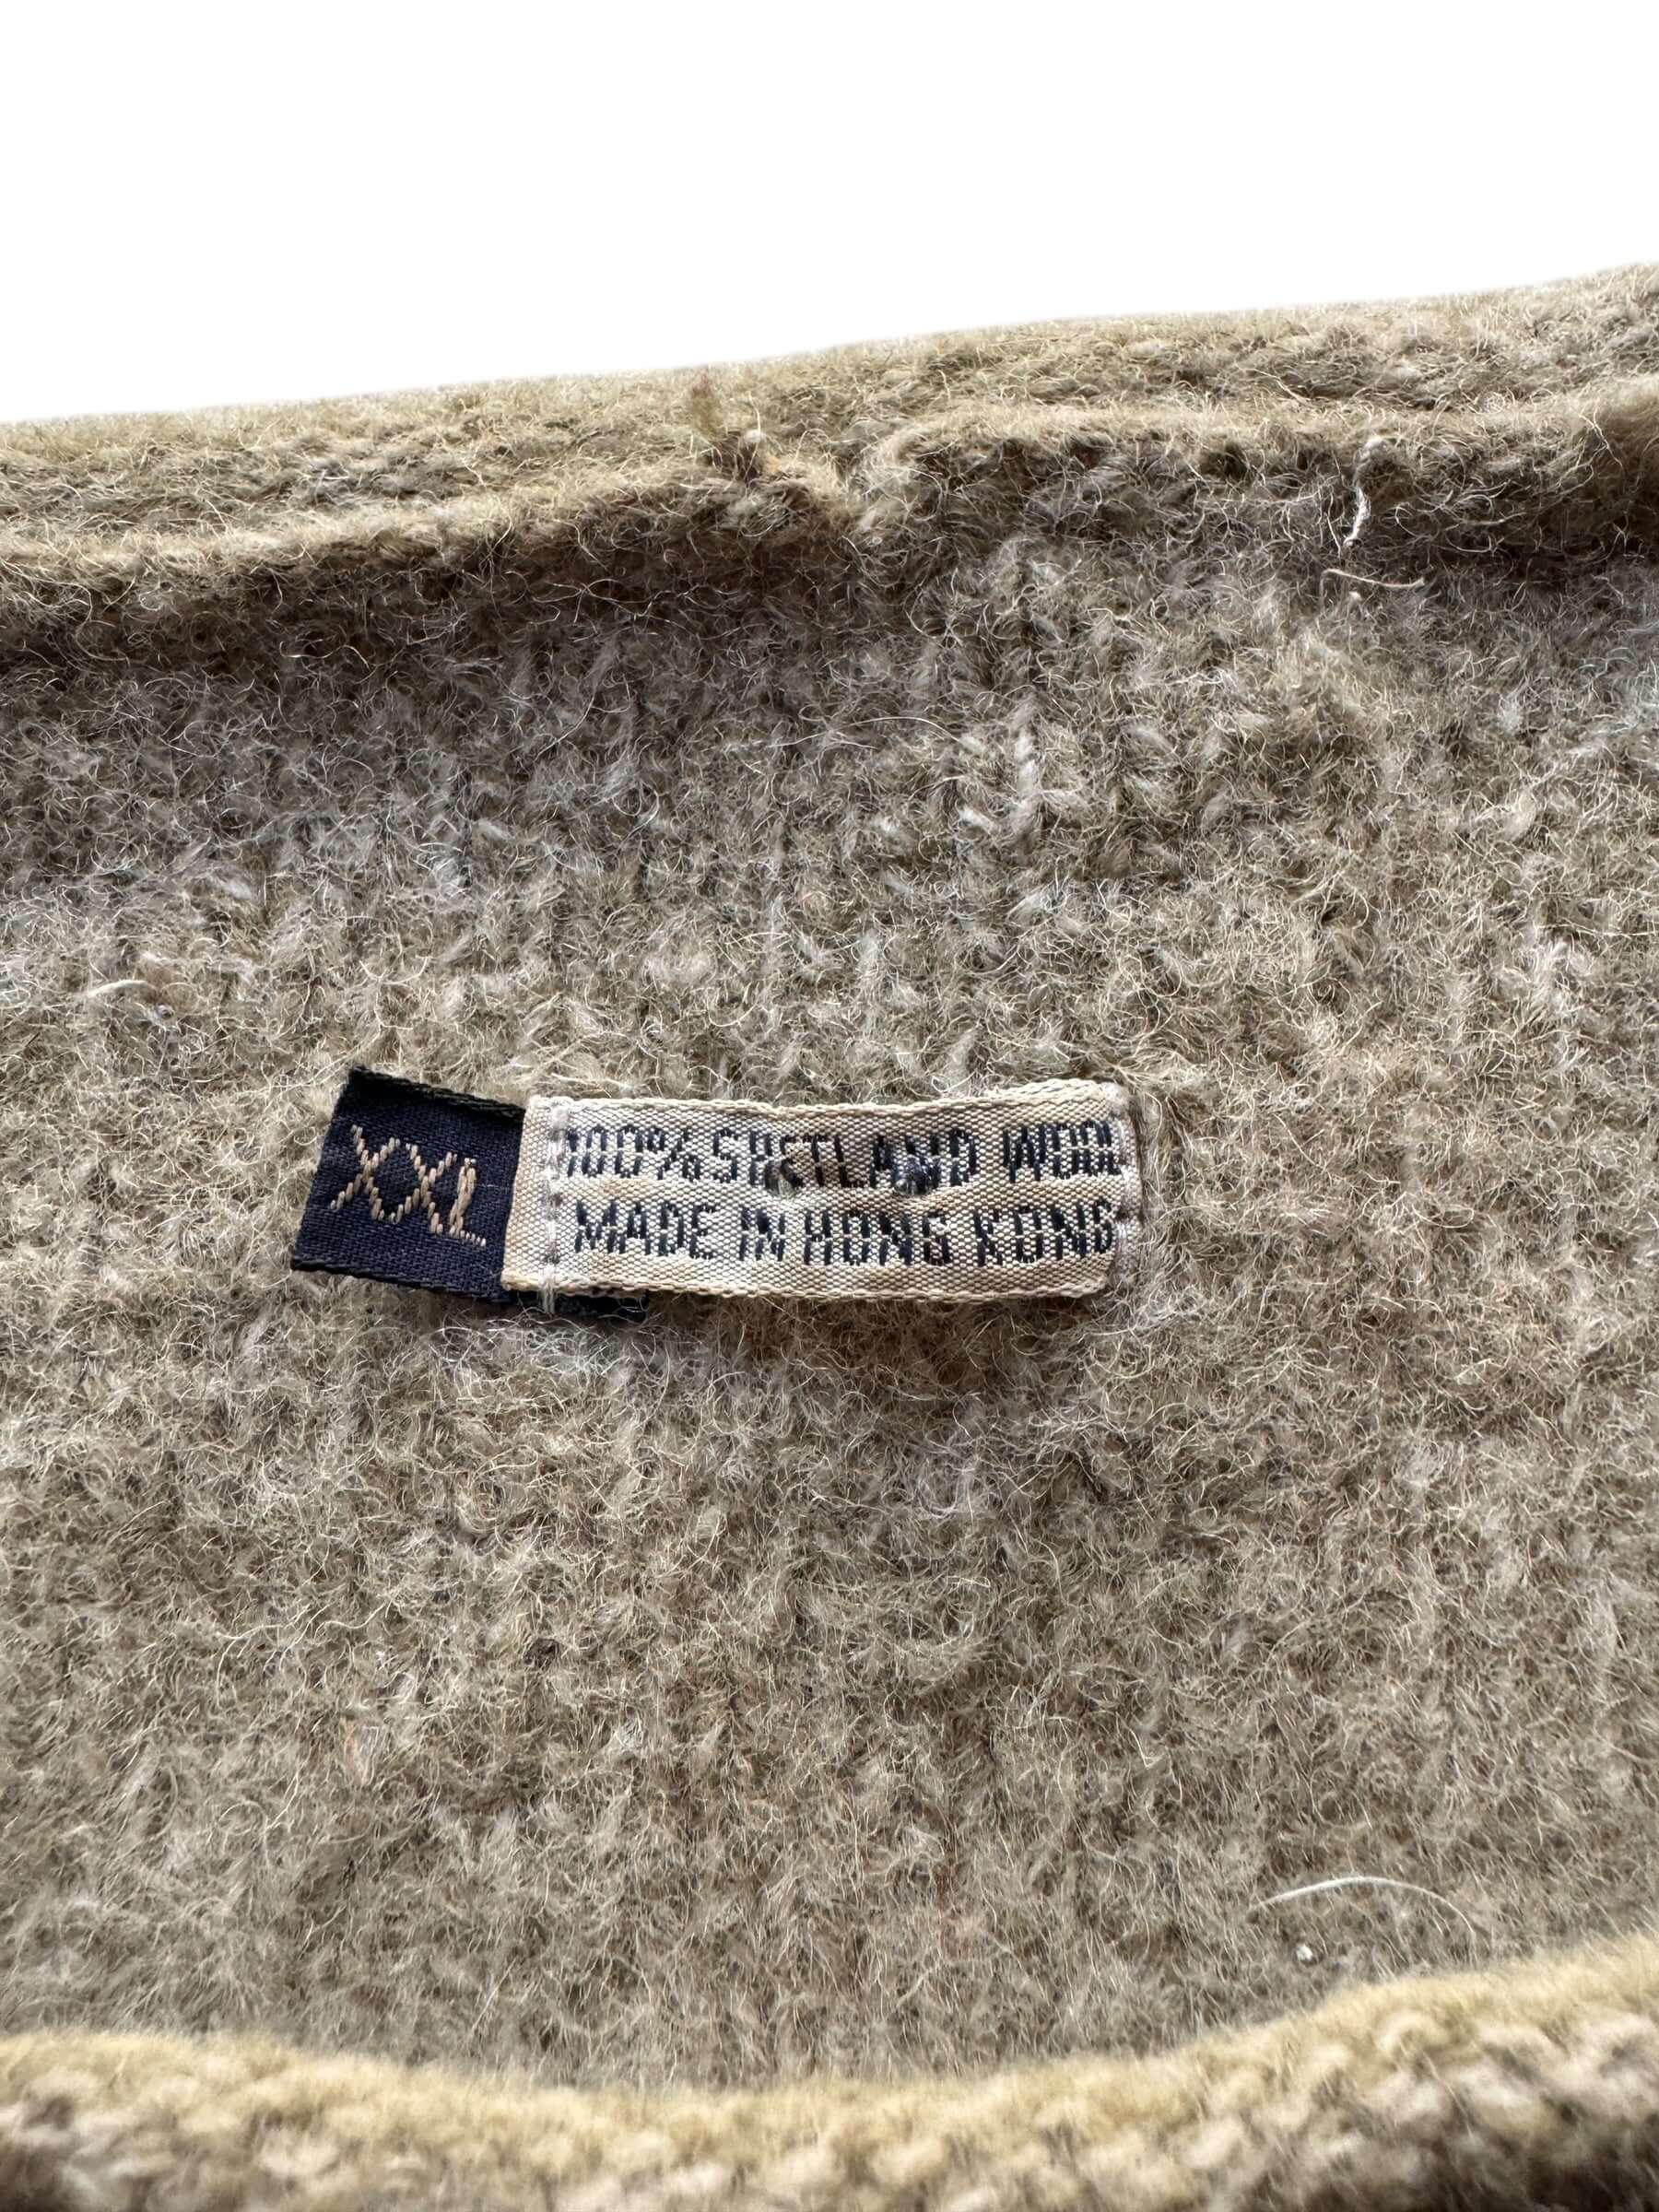 XXL
100% SHETLAND WOOL
MADE IN HONG KONG